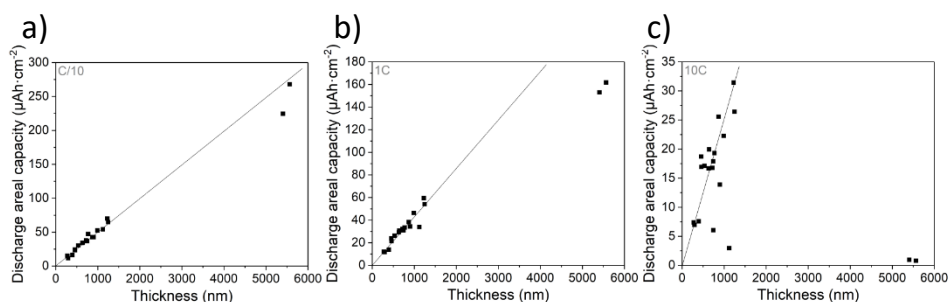 a)
Discharge areal capacity (µAh·cm⁻²)
300
250
200
150
100
50
0
C/10
0 1000 2000 3000 4000 5000 6000
Thickness (nm)
b)
Discharge areal capacity (µAh·cm⁻²)
180
160
140
120
100
80
60
40
20
0
1C
0 1000 2000 3000 4000 5000 6000
Thickness (nm)
c)
Discharge areal capacity (µAh·cm⁻²)
35
30
25
20
15
10
5
0
10C
0 1000 2000 3000 4000 5000 6000
Thickness (nm)